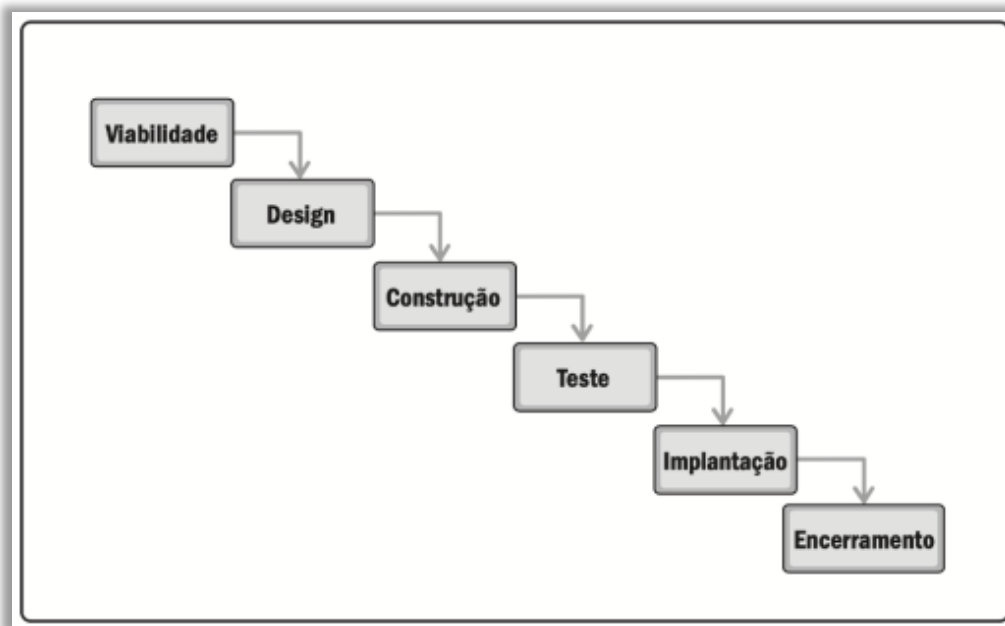 Viabilidade
Design
Construção
Teste
Implantação
Encerramento